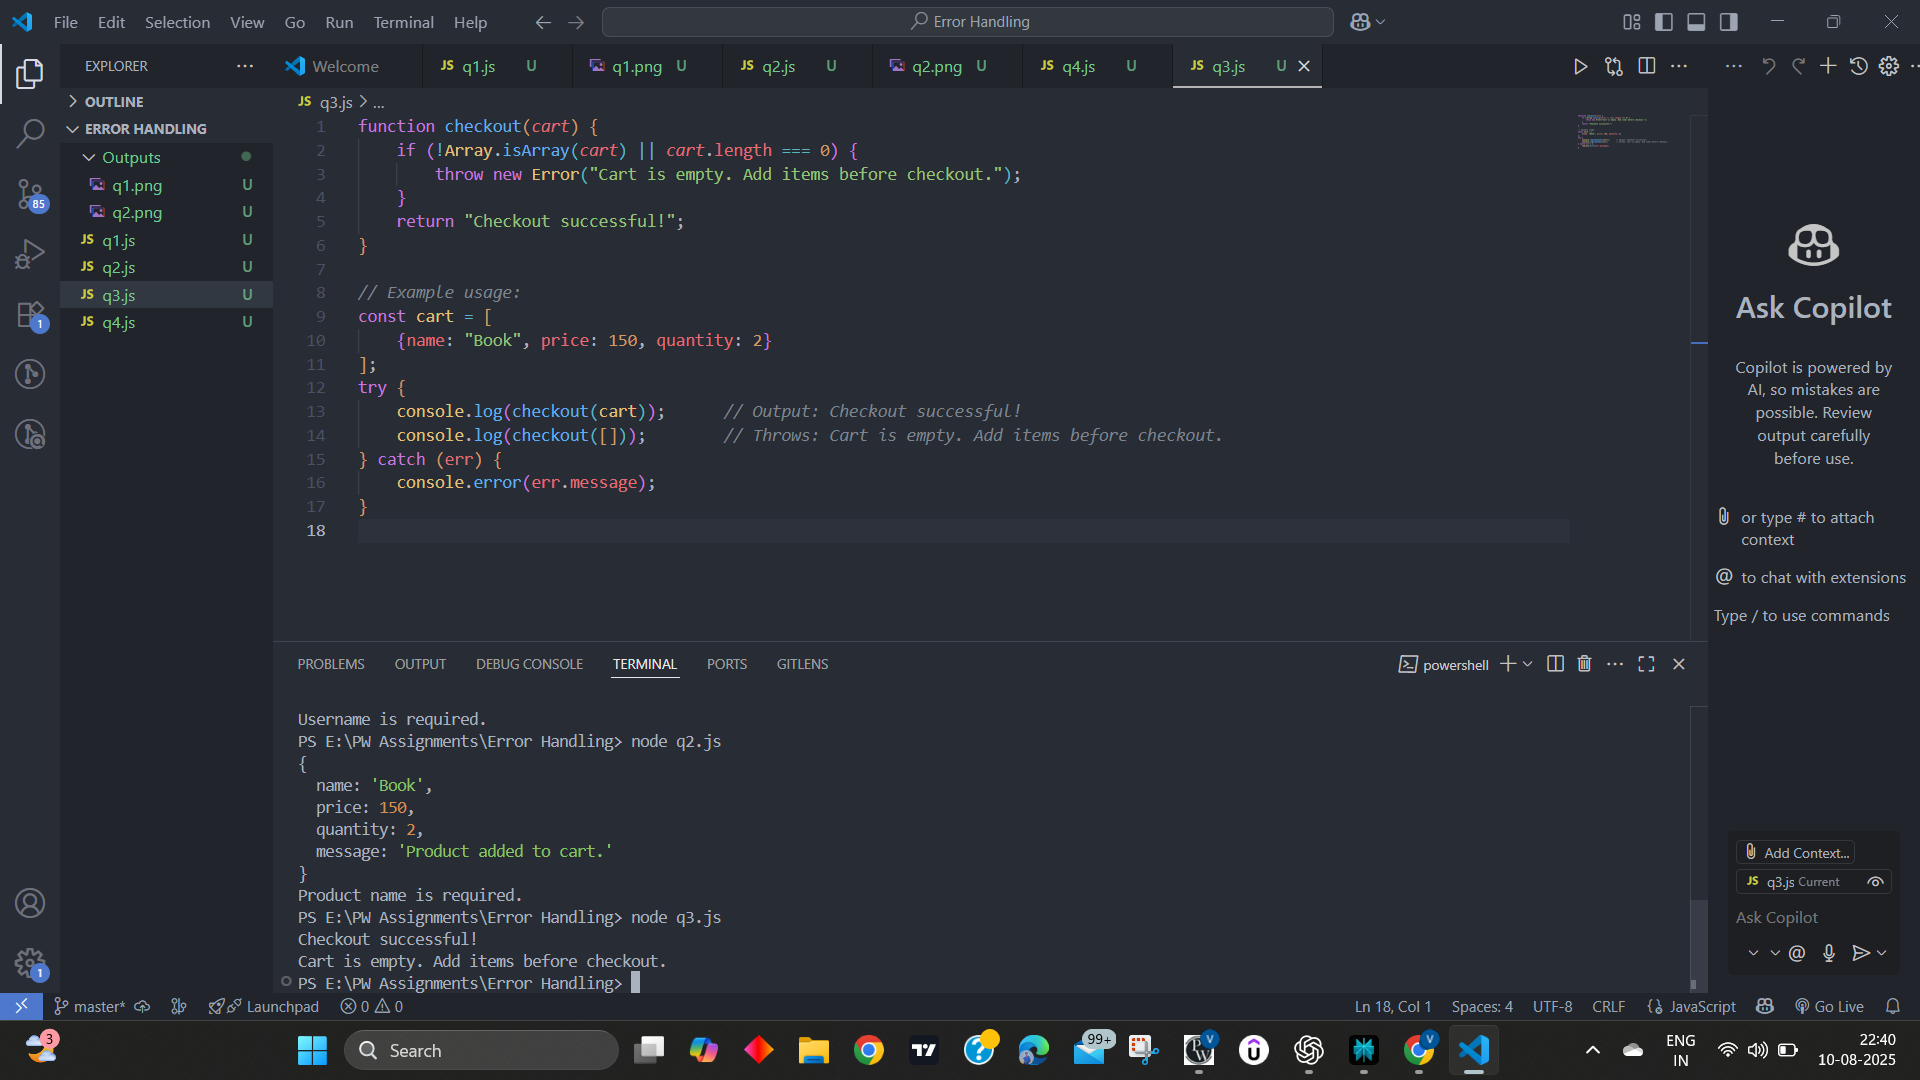 File Edit Selection View Go Run Terminal Help
Error Handling
EXPLORER
OUTLINE
ERROR HANDLING
Outputs
q1.png U
q2.png U
JS q1.js U
JS q2.js U
JS q3.js U
JS q4.js U
85
1
1
Welcome
JS q1.js U
q1.png U
JS q2.js U
q2.png U
JS q4.js U
JS q3.js U
JS q3.js > ...
1 function checkout(cart) {
2 if (!Array.isArray(cart) || cart.length === 0) {
3 throw new Error("Cart is empty. Add items before checkout.");
4 }
5 return "Checkout successful!";
6 }
7
8 // Example usage:
9 const cart = [
10 {name: "Book", price: 150, quantity: 2}
11 ];
12 try {
13 console.log(checkout(cart)); // Output: Checkout successful!
14 console.log(checkout([])); // Throws: Cart is empty. Add items before checkout.
15 } catch (err) {
16 console.error(err.message);
17 }
18
PROBLEMS OUTPUT DEBUG CONSOLE TERMINAL PORTS GITLENS
powershell
Username is required.
PS E:\PW Assignments\Error Handling> node q2.js
{
name: 'Book',
price: 150,
quantity: 2,
message: 'Product added to cart.'
}
Product name is required.
PS E:\PW Assignments\Error Handling> node q3.js
Checkout successful!
Cart is empty. Add items before checkout.
PS E:\PW Assignments\Error Handling>
Ask Copilot
Copilot is powered by
AI, so mistakes are
possible. Review
output carefully
before use.
or type # to attach
context
@ to chat with extensions
Type / to use commands
Add Context...
JS q3.js Current
Ask Copilot
@
master* Launchpad 0 0
Ln 18, Col 1 Spaces: 4 UTF-8 CRLF {} JavaScript Go Live
3
Search
99+
V
V
ENG
IN
22:40
10-08-2025